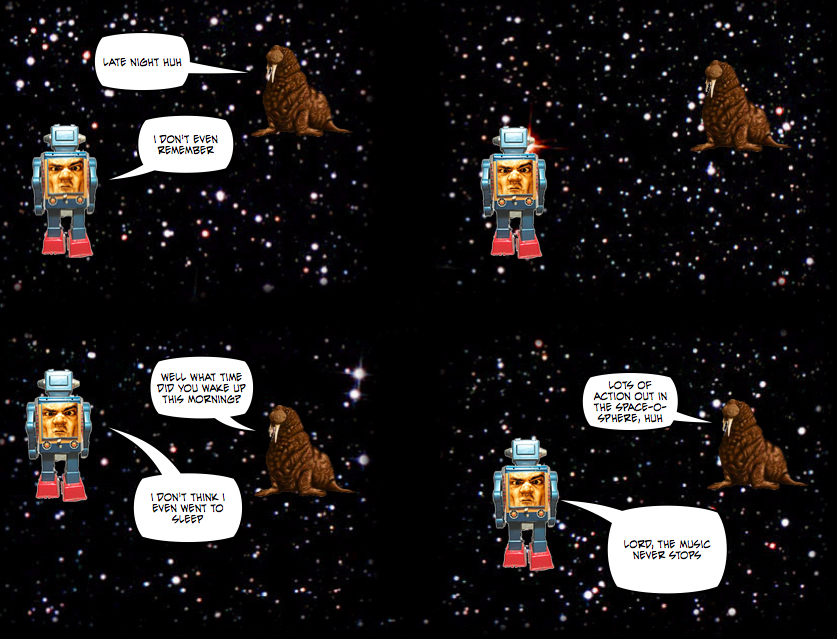 LATE NIGHT HUH
I DON'T EVEN
REMEMBER
WELL WHAT TIME
DID YOU WAKE UP
THIS MORNING?
I DON'T THINK I
EVEN WENT TO
SLEEP
LOTS OF
ACTION OUT IN
THE SPACE-O-
SPHERE, HUH
LORD, THE MUSIC
NEVER STOPS